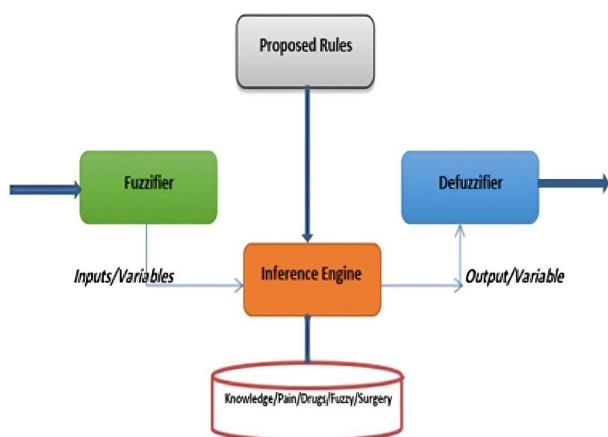 Proposed Rules
Fuzzifier
Defuzzifier
Inputs/Variables
Inference Engine
Output/Variable
Knowledge/Pain/Drugs/Fuzzy/Surgery